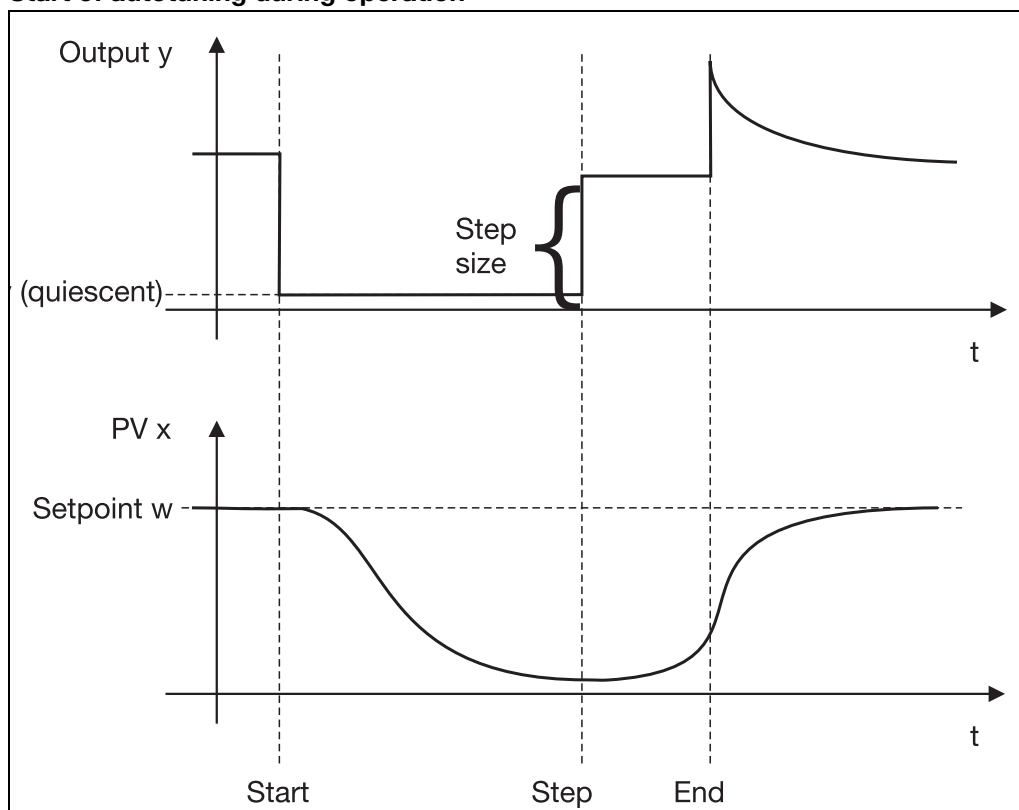 Output y
Step
size
(quiescent)
t
PV x
Setpoint w
t
Start
Step
End